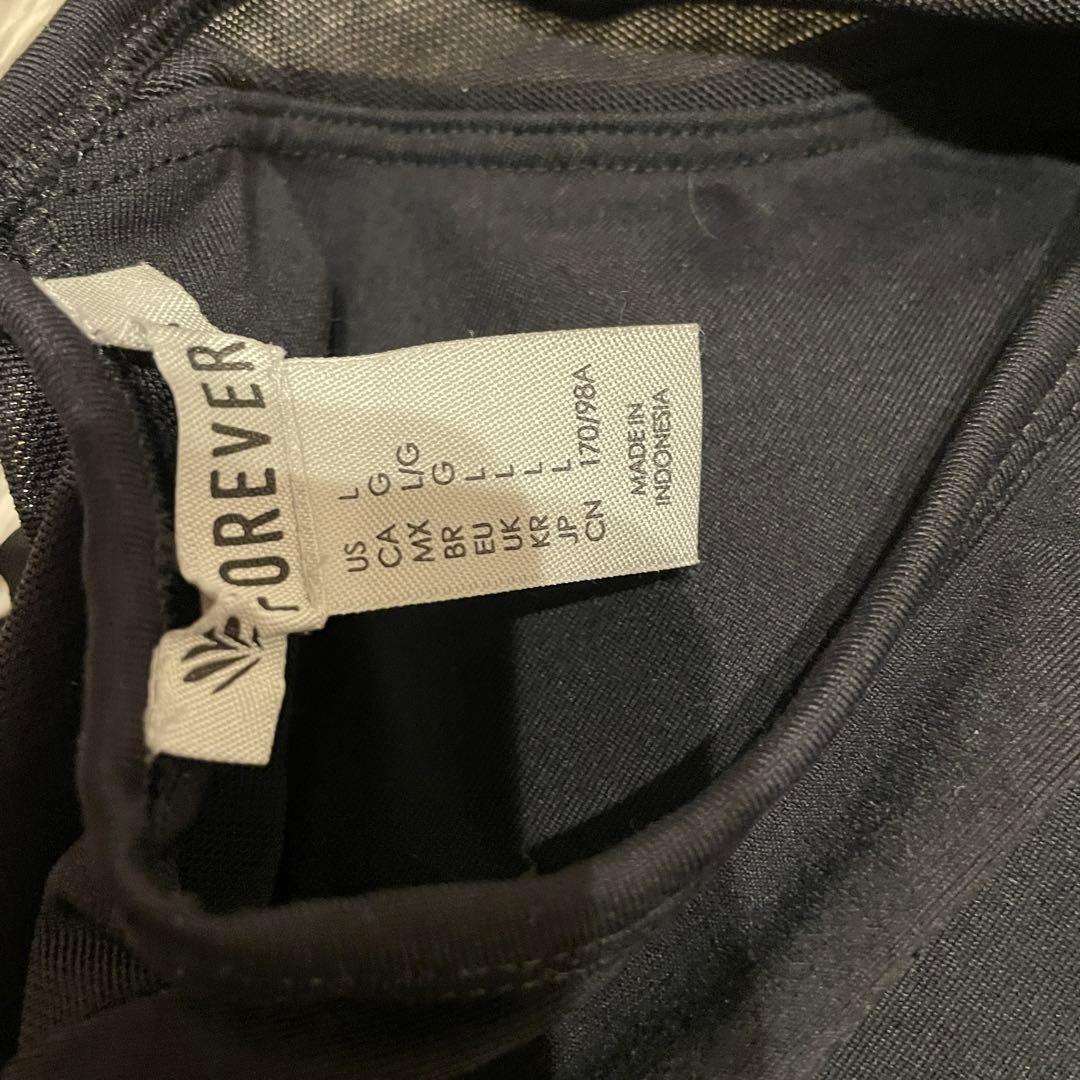 FOREVER
US L
CA G
MX L/G
BR G
EU L
UK L
KR L
JP L
CN 170/98A
MADE IN
INDONESIA